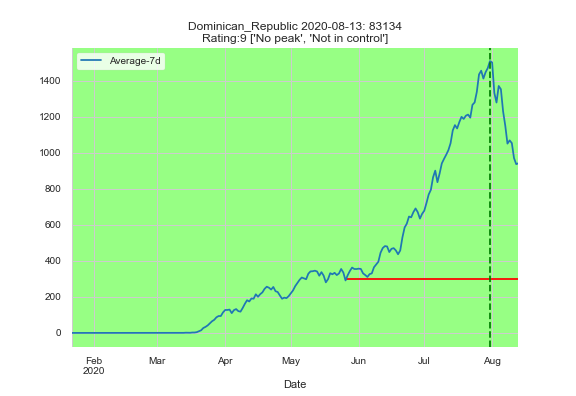 Dominican_Republic 2020-08-13: 83134
Rating:9 ['No peak', 'Not in control']
Average-7d
1400
1200
1000
800
600
400
200
0
Feb Mar Apr May Jun Jul Aug
2020
Date